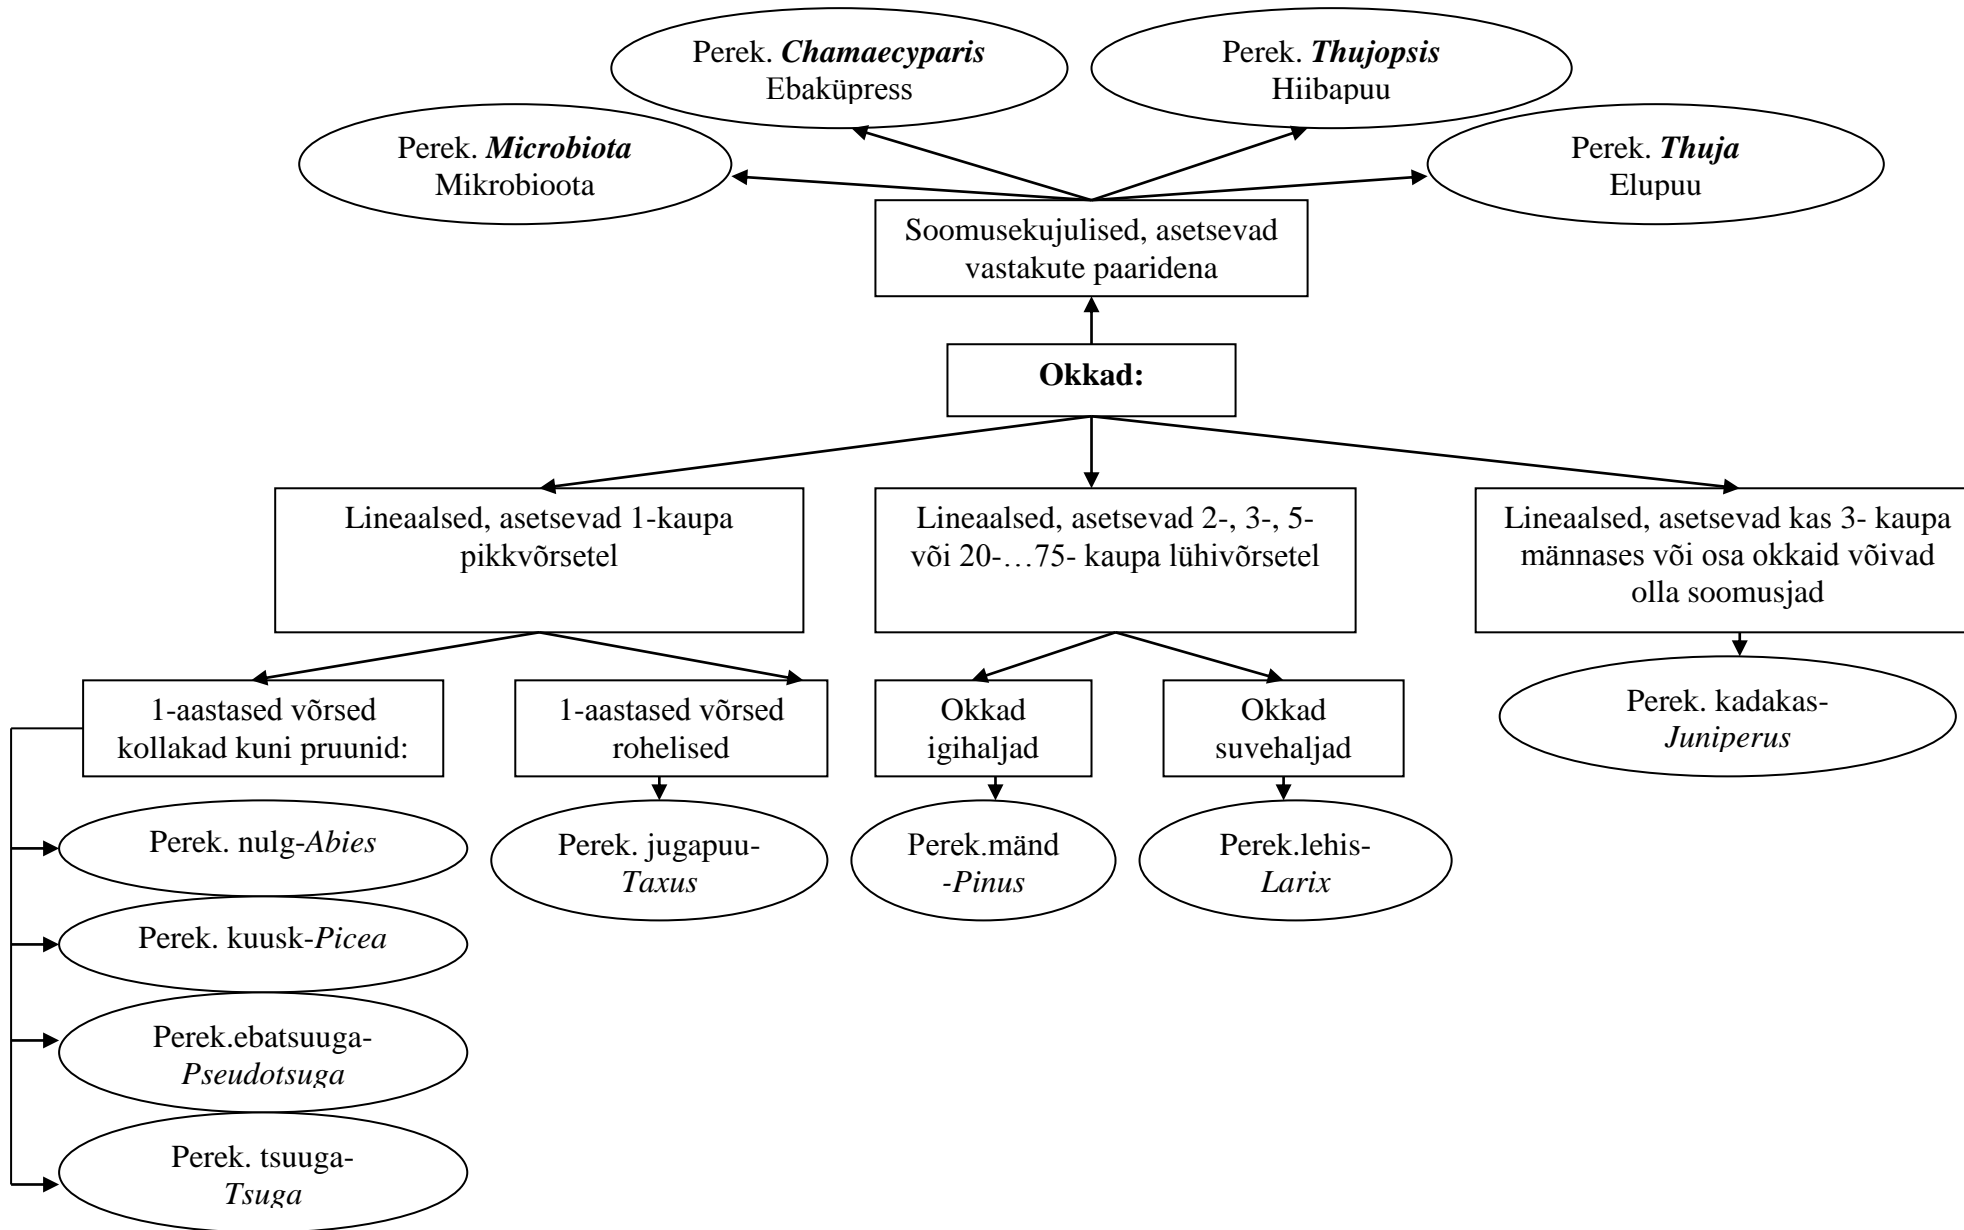 Perek. Chamaecyparis
Ebaküpress
Perek. Thujopsis
Hiibapuu
Perek. Microbiota
Mikrobioota
Perek. Thuja
Elupuu
Soomusekujulised, asetsevad
vastakute paaridena
Okkad:
Lineaalsed, asetsevad 1-kaupa
pikkvõrsetel
Lineaalsed, asetsevad 2-, 3-, 5-
või 20-…75- kaupa lühivõrsetel
Lineaalsed, asetsevad kas 3- kaupa
männases või osa okkaid võivad
olla soomusjad
1-aastased võrsed
kollakad kuni pruunid:
1-aastased võrsed
rohelised
Okkad
igihaljad
Okkad
suvehaljad
Perek. kadakas-
Juniperus
Perek. nulg-Abies
Perek. jugapuu-
Taxus
Perek.mänd
-Pinus
Perek.lehis-
Larix
Perek. kuusk-Picea
Perek.ebatsuuga-
Pseudotsuga
Perek. tsuuga-
Tsuga